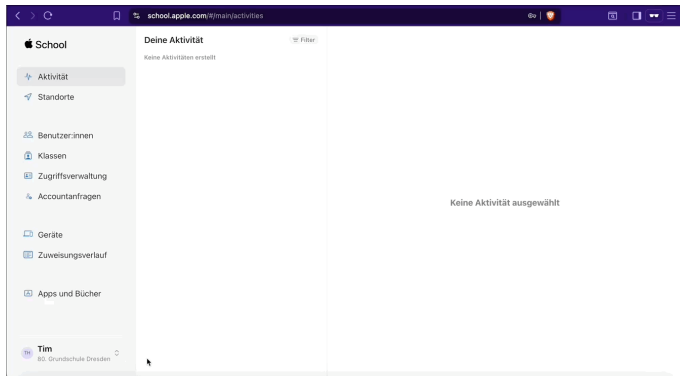 school.apple.com/#/main/activities
School
Aktivität
Standorte
Benutzer:innen
Klassen
Zugriffsverwaltung
Accountanfragen
Geräte
Zuweisungsverlauf
Apps und Bücher
TH
Tim
80. Grundschule Dresden
Deine Aktivität
Filter
Keine Aktivitäten erstellt
Keine Aktivität ausgewählt